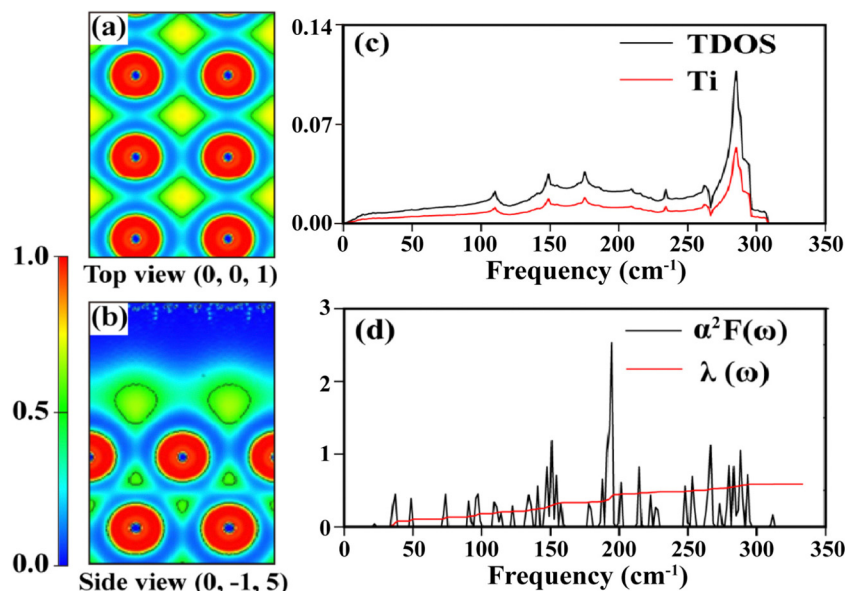 (a)
Top view (0, 0, 1)
1.0
0.5
0.0
(b)
Side view (0, -1, 5)
(c)
TDOS
Ti
0.14
0.07
0.00
0 50 100 150 200 250 300 350
Frequency (cm⁻¹)
(d)
α²F(ω)
λ (ω)
3
2
1
0
0 50 100 150 200 250 300 350
Frequency (cm⁻¹)